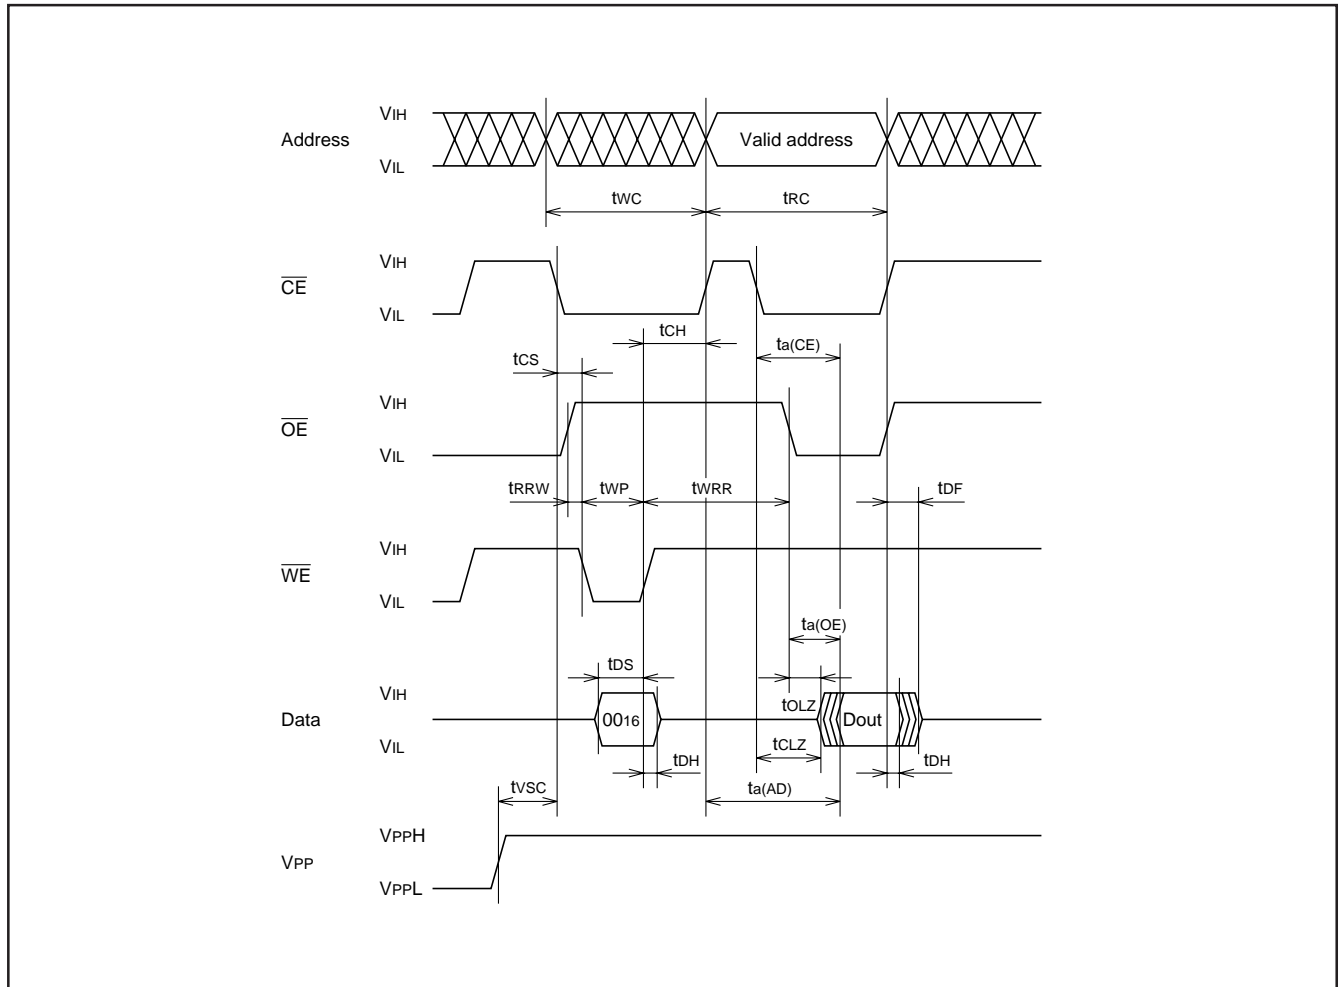 VIH
Address
Valid address
VIL
tWC
tRC
VIH
CE
VIL
tCH
ta(CE)
tCS
VIH
OE
VIL
tRRW
tWP
tWRR
tDF
VIH
WE
VIL
ta(OE)
tDS
VIH
tOLZ
Data
0016
Dout
VIL
tCLZ
tDH
tDH
tVSC
ta(AD)
VPPH
VPP
VPPL